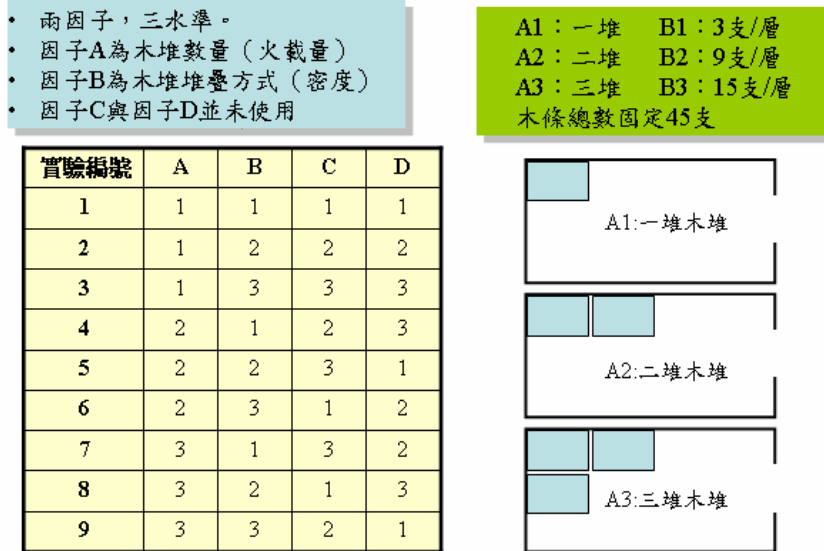 • 兩因子，三水準。
• 因子A為木堆數量（火載量）
• 因子B為木堆堆疊方式（密度）
• 因子C與因子D並未使用
A1：一堆 B1：3支/層
A2：二堆 B2：9支/層
A3：三堆 B3：15支/層
木條總數固定45支
實驗編號 A B C D
1 1 1 1 1
2 1 2 2 2
3 1 3 3 3
4 2 1 2 3
5 2 2 3 1
6 2 3 1 2
7 3 1 3 2
8 3 2 1 3
9 3 3 2 1
A1:一堆木堆
A2:二堆木堆
A3:三堆木堆